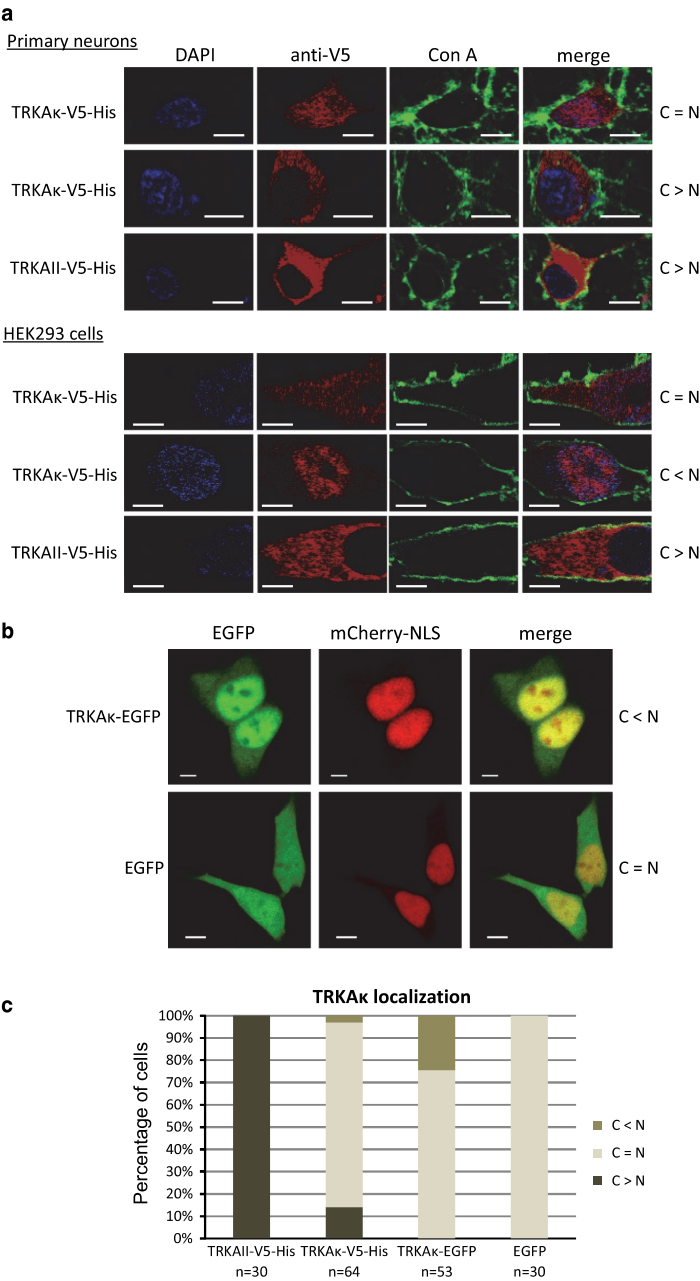 a
Primary neurons
DAPI anti-V5 Con A merge
TRKAκ-V5-His C = N
TRKAκ-V5-His C > N
TRKAII-V5-His C > N
HEK293 cells
TRKAκ-V5-His C = N
TRKAκ-V5-His C < N
TRKAII-V5-His C > N
b
EGFP mCherry-NLS merge
TRKAκ-EGFP C < N
EGFP C = N
c
TRKAκ localization
Percentage of cells
100%
90%
80%
70%
60%
50%
40%
30%
20%
10%
0%
C < N
C = N
C > N
TRKAII-V5-His TRKAκ-V5-His TRKAκ-EGFP EGFP
n=30 n=64 n=53 n=30